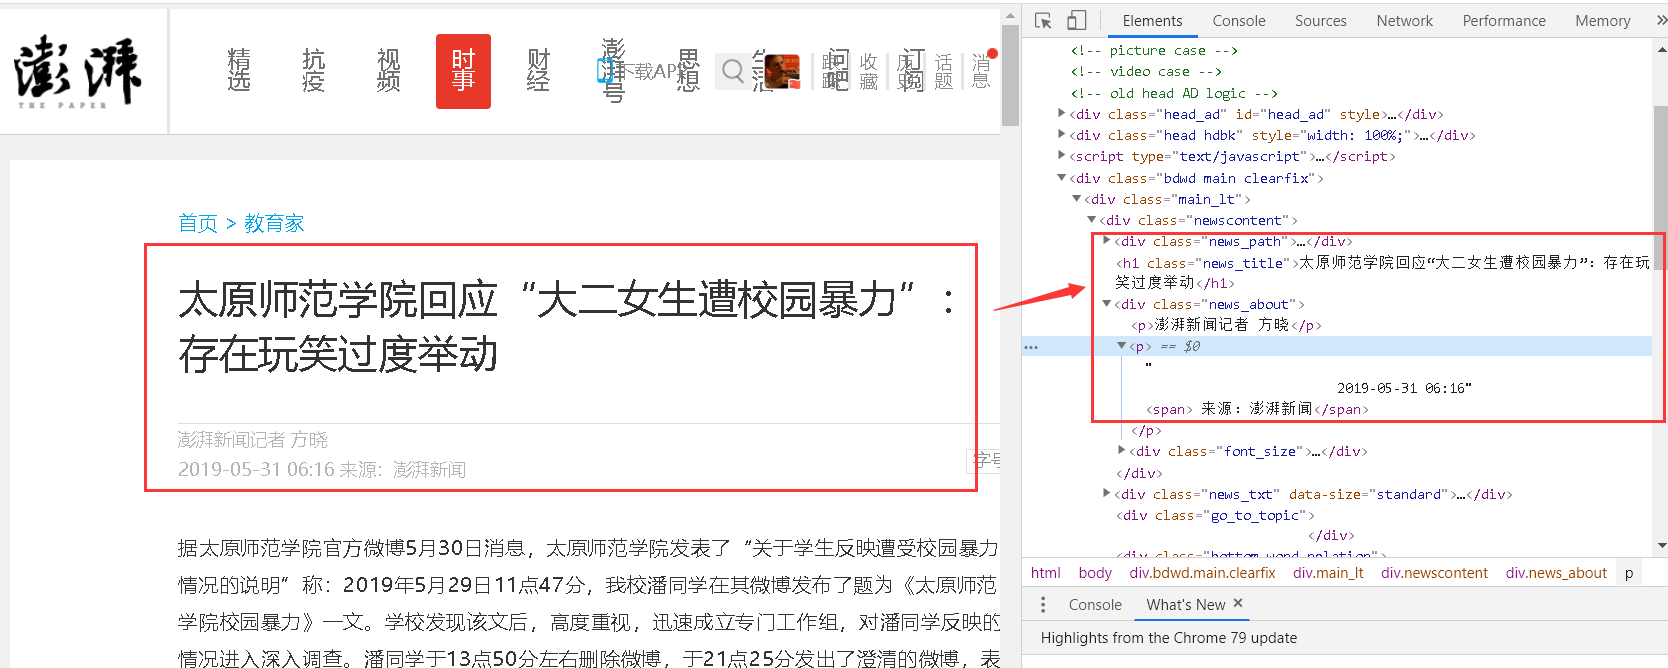 澎湃
THE PAPER
精选
抗疫
视频
时事
财经
澎湃号
下载APP
思想
生活
问吧
订阅
跟踪
收藏
历史
话题
消息
首页 > 教育家
太原师范学院回应“大二女生遭校园暴力”：
存在玩笑过度举动
澎湃新闻记者 方晓
2019-05-31 06:16 来源：澎湃新闻
字号
据太原师范学院官方微博5月30日消息，太原师范学院发表了“关于学生反映遭受校园暴力
情况的说明”称：2019年5月29日11点47分，我校潘同学在其微博发布了题为《太原师范
学院校园暴力》一文。学校发现该文后，高度重视，迅速成立专门工作组，对潘同学反映的
情况进入深入调查。潘同学于13点50分左右删除微博，于21点25分发出了澄清的微博，表
Elements Console Sources Network Performance Memory »
<!-- picture case -->
<!-- video case -->
<!-- old head AD logic -->
<div class="head_ad" id="head_ad" style>…</div>
<div class="head hdbk" style="width: 100%;">…</div>
<script type="text/javascript">…</script>
<div class="bdwd main clearfix">
<div class="main_lt">
<div class="newscontent">
<div class="news_path">…</div>
<h1 class="news_title">太原师范学院回应“大二女生遭校园暴力”：存在玩
笑过度举动</h1>
<div class="news_about">
<p>澎湃新闻记者 方晓</p>
… <p> == $0
"
2019-05-31 06:16"
<span> 来源：澎湃新闻</span>
</p>
<div class="font_size">…</div>
</div>
<div class="news_txt" data-size="standard">…</div>
<div class="go_to_topic">
</div>
<div class="bottom_word_relation">
html body div.bdwd.main.clearfix div.main_lt div.newscontent div.news_about p
Console What's New ×
Highlights from the Chrome 79 update